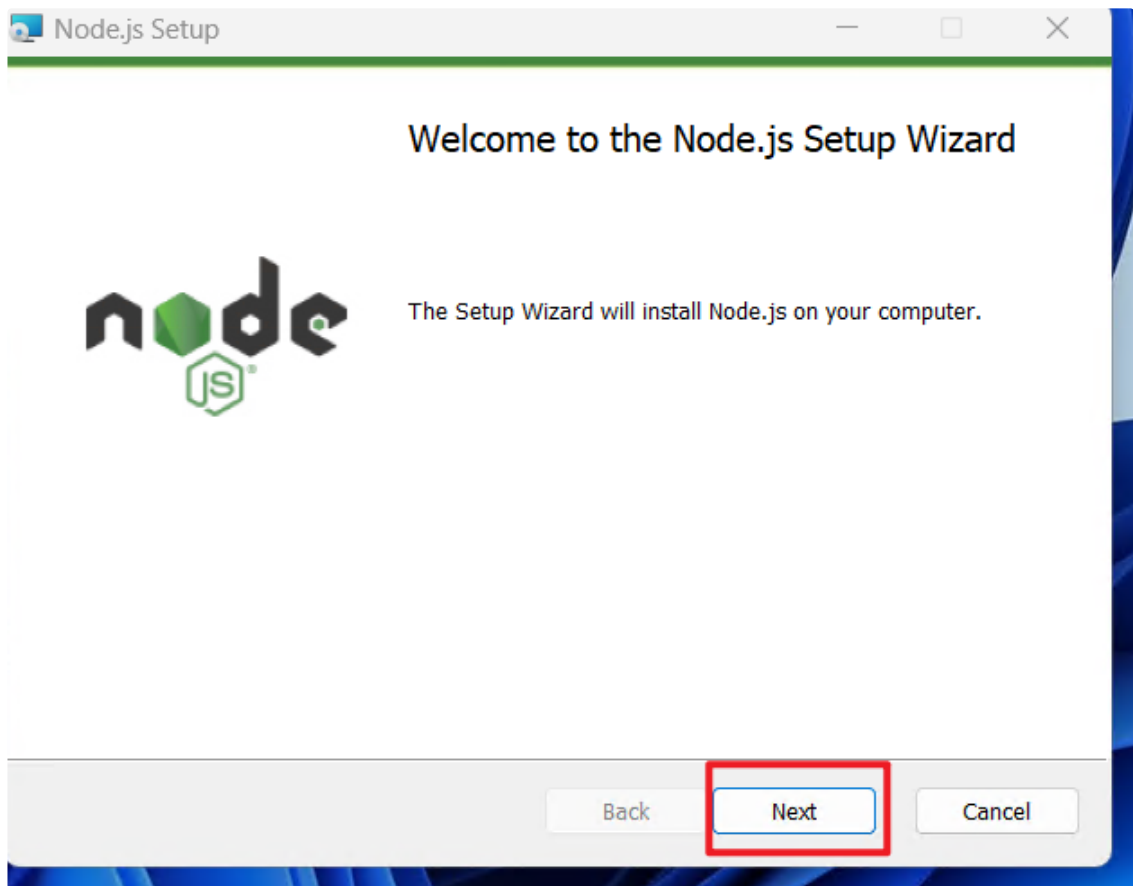 Node.js Setup
Welcome to the Node.js Setup Wizard
node
JS®
The Setup Wizard will install Node.js on your computer.
Back
Next
Cancel